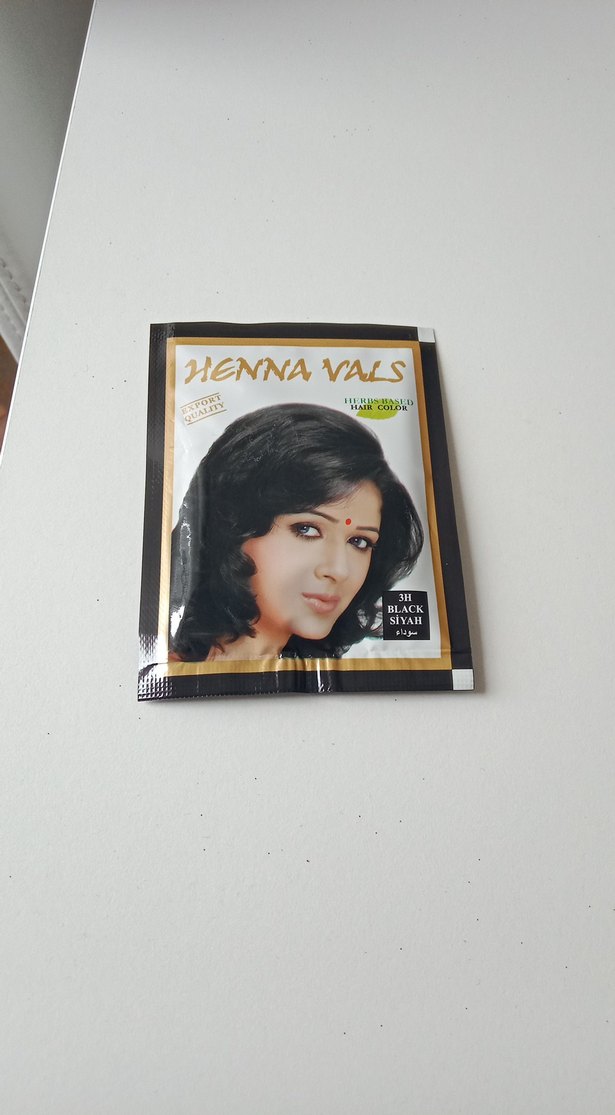 HENNA VALS
EXPORT
QUALITY
HERBS BASED
HAIR COLOR
3H
BLACK
SİYAH
سوداء